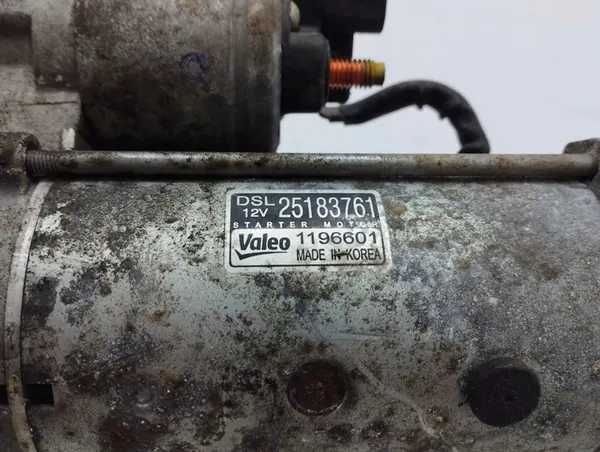 DSL 12V 25183761
STARTER MOTOR
Valeo 1196601
MADE IN KOREA